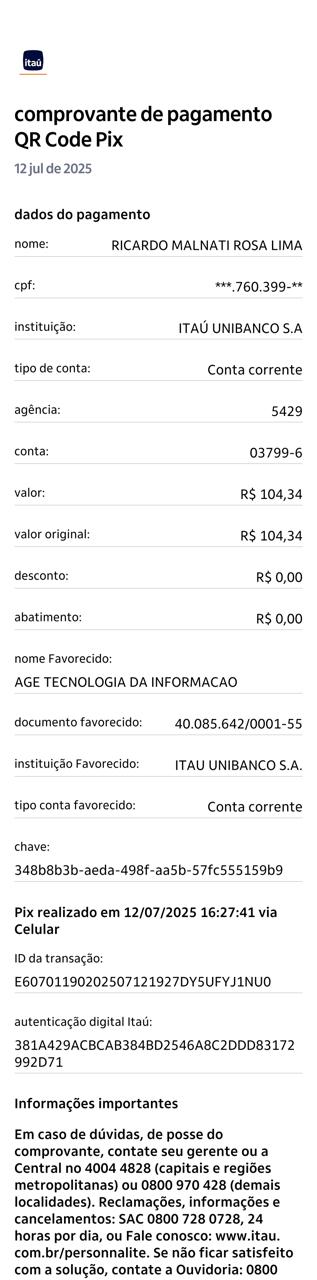 itaú
comprovante de pagamento
QR Code Pix
12 jul de 2025
dados do pagamento
nome: RICARDO MALNATI ROSA LIMA
cpf: ***.760.399-**
instituição: ITAÚ UNIBANCO S.A
tipo de conta: Conta corrente
agência: 5429
conta: 03799-6
valor: R$ 104,34
valor original: R$ 104,34
desconto: R$ 0,00
abatimento: R$ 0,00
nome Favorecido:
AGE TECNOLOGIA DA INFORMACAO
documento favorecido: 40.085.642/0001-55
instituição Favorecido: ITAU UNIBANCO S.A.
tipo conta favorecido: Conta corrente
chave:
348b8b3b-aeda-498f-aa5b-57fc555159b9
Pix realizado em 12/07/2025 16:27:41 via
Celular
ID da transação:
E60701190202507121927DY5UFYJ1NU0
autenticação digital Itaú:
381A429ACBCAB384BD2546A8C2DDD83172
992D71
Informações importantes
Em caso de dúvidas, de posse do
comprovante, contate seu gerente ou a
Central no 4004 4828 (capitais e regiões
metropolitanas) ou 0800 970 428 (demais
localidades). Reclamações, informações e
cancelamentos: SAC 0800 728 0728, 24
horas por dia, ou Fale conosco: www.itau.
com.br/personnalite. Se não ficar satisfeito
com a solução, contate a Ouvidoria: 0800